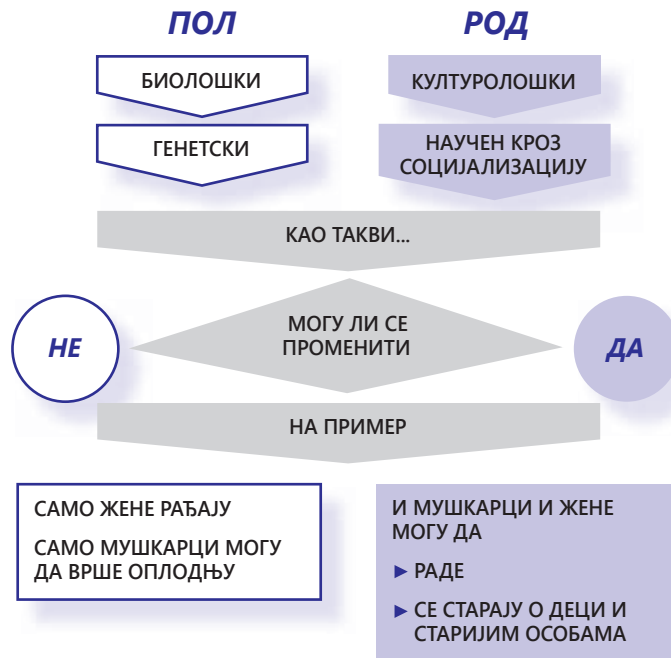 ПОЛ
РОД
БИОЛОШКИ
КУЛТУРОЛОШКИ
ГЕНЕТСКИ
НАУЧЕН КРОЗ
СОЦИЈАЛИЗАЦИЈУ
КАО ТАКВИ...
НЕ
МОГУ ЛИ СЕ
ПРОМЕНИТИ
ДА
НА ПРИМЕР
САМО ЖЕНЕ РАЂАЈУ
САМО МУШКАРЦИ МОГУ
ДА ВРШЕ ОПЛОДЊУ
И МУШКАРЦИ И ЖЕНЕ
МОГУ ДА
► РАДЕ
► СЕ СТАРАЈУ О ДЕЦИ И
СТАРИЈИМ ОСОБАМА